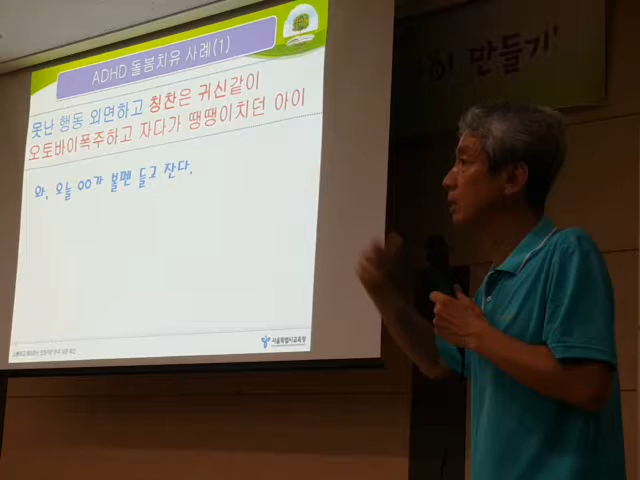 ADHD 돌봄치유 사례(1)
만들기'
못난 행동 외면하고 칭찬은 귀신같이
오토바이폭주하고 자다가 땡땡이치던 아이
와, 오늘 00가 볼펜 들고 잔다.
서울특별시교육청